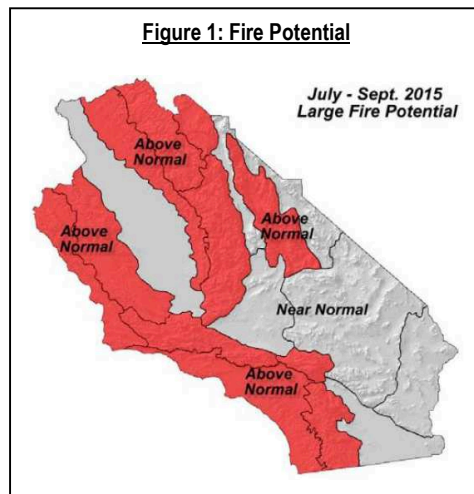 Figure 1: Fire Potential
July - Sept. 2015
Large Fire Potential
Above
Normal
Above
Normal
Above
Normal
Near Normal
Above
Normal